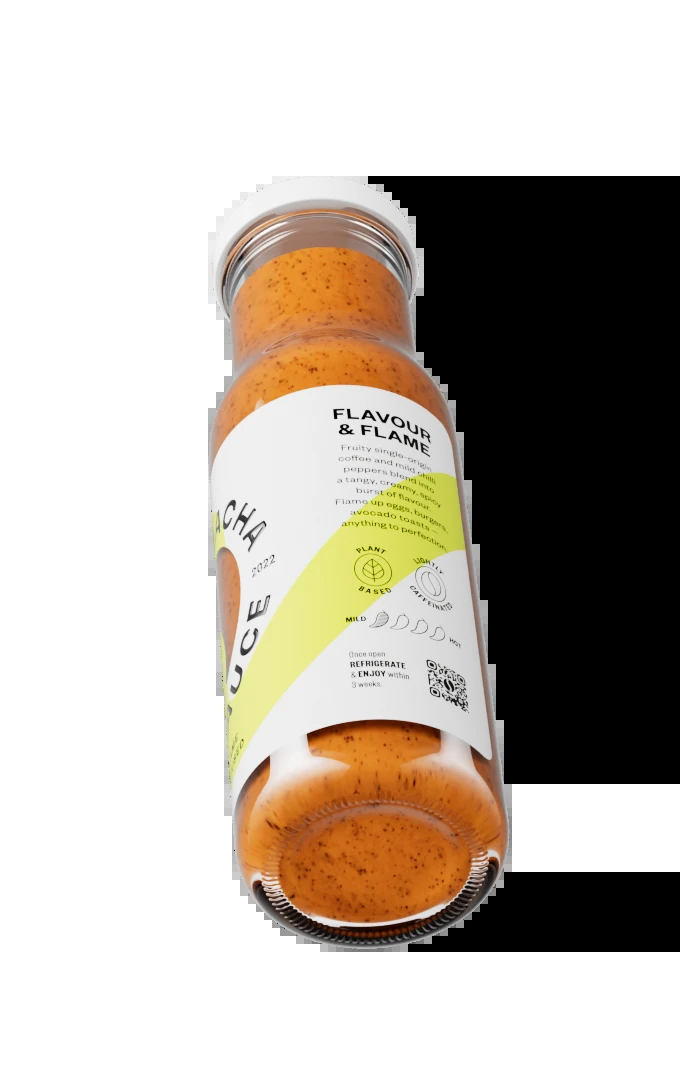 FLAVOUR
& FLAME
Fruity single-origin
coffee and mild chilli
peppers blend into
a tangy, creamy, spicy
burst of flavour.
Flame up eggs, burgers,
avocado toasts –
anything to perfection.
ACHA
2022
UCE
PLANT
BASED
LIGHTLY
CAFFEINATED
MILD
HOT
Once open
REFRIGERATE
& ENJOY within
3 weeks.